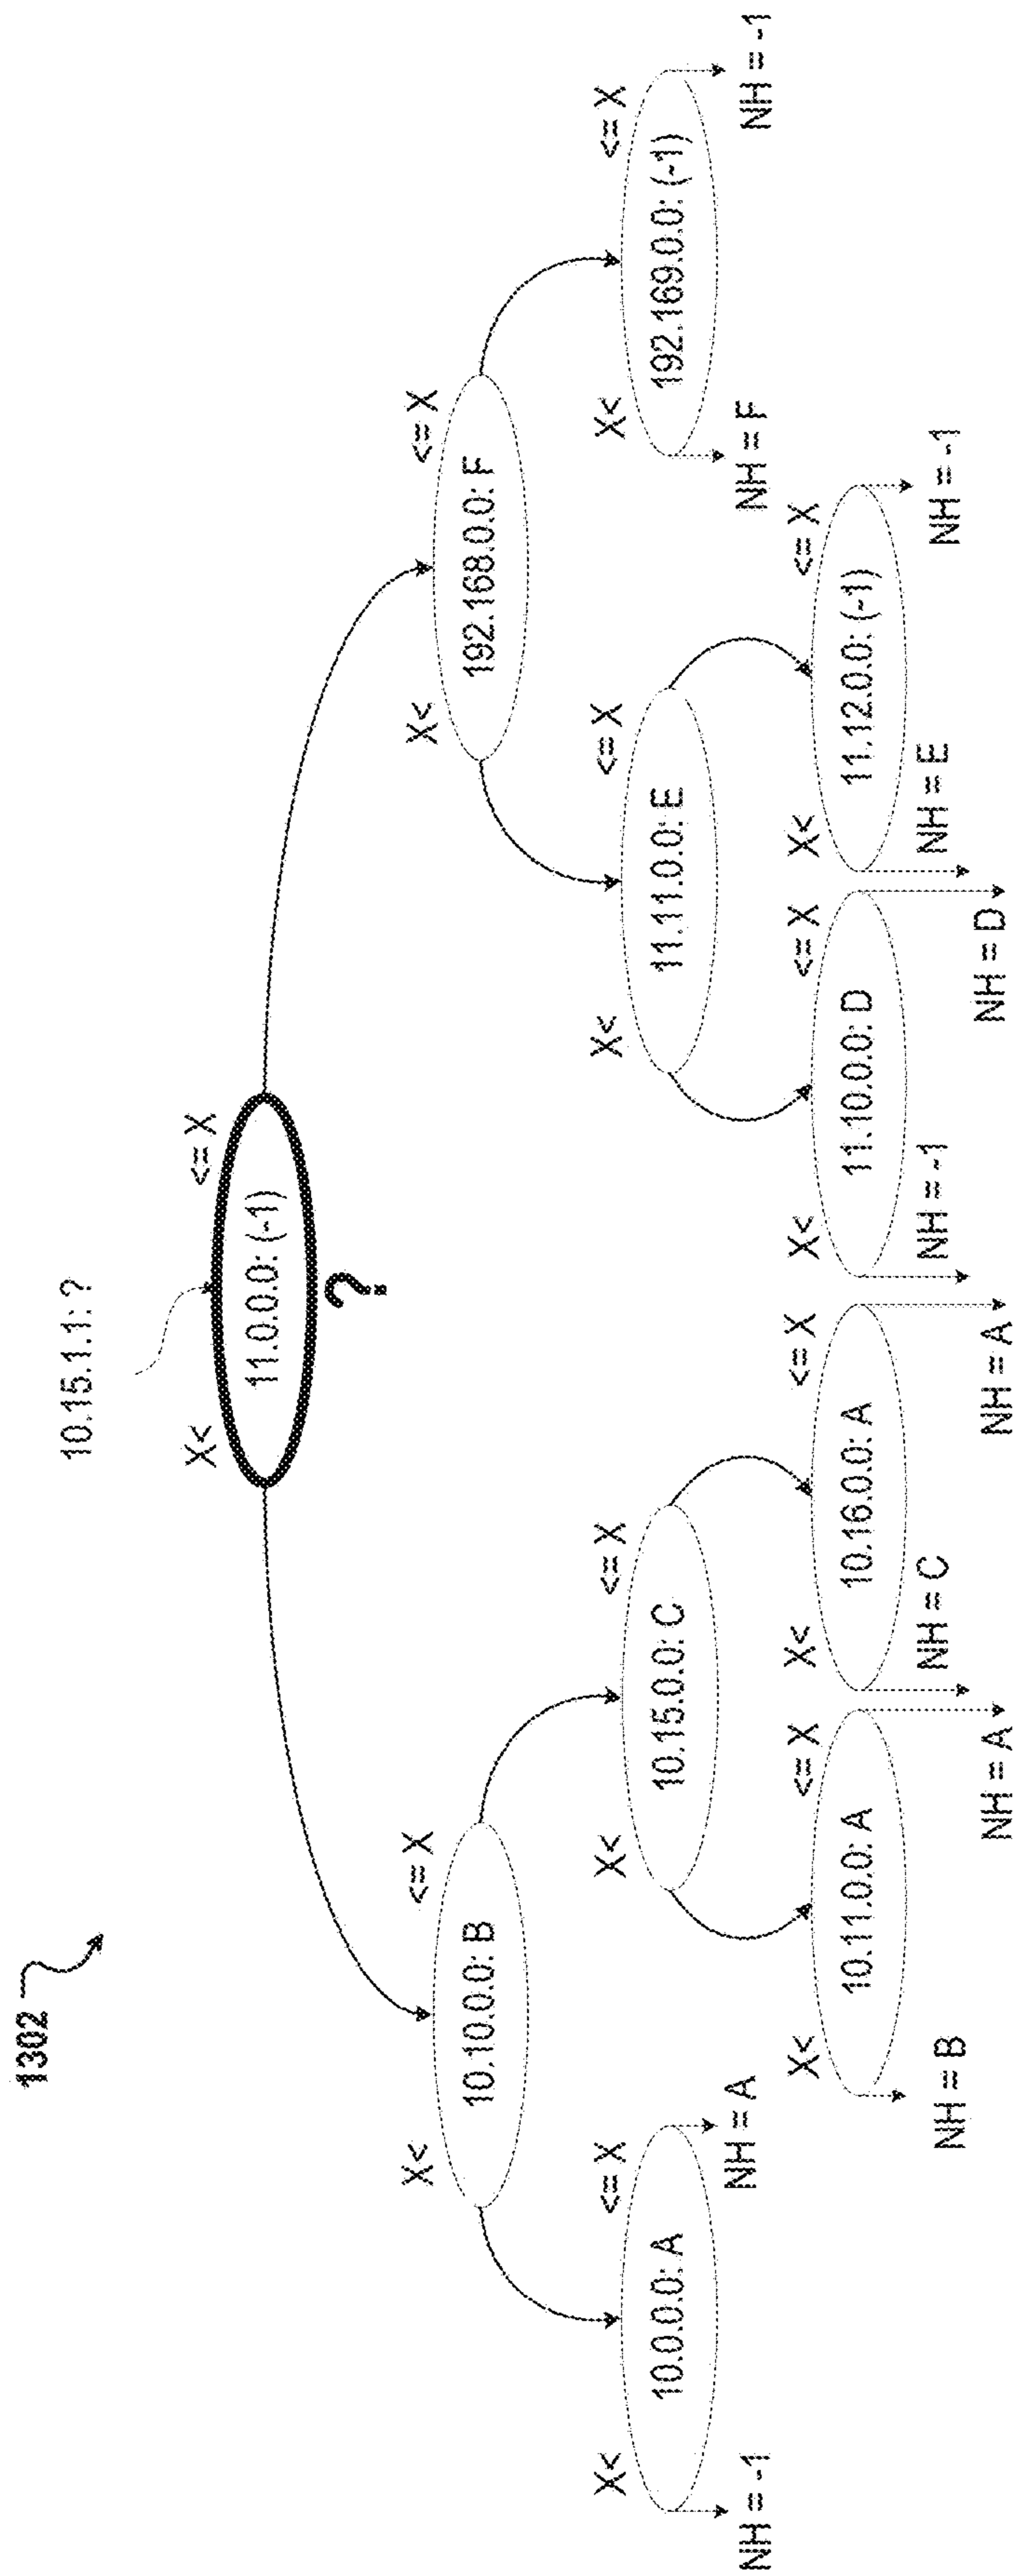 1302
10.15.1.1: ?
X<
<= X
11.0.0.0: (-1)
?
X<
<= X
10.10.0.0: B
X<
<= X
192.168.0.0: F
X<
<= X
10.0.0.0: A
NH = -1
NH = A
X<
<= X
10.15.0.0: C
X<
<= X
11.11.0.0: E
X<
<= X
192.169.0.0: (-1)
NH = F
NH = -1
X<
<= X
10.11.0.0: A
NH = B
NH = A
X<
<= X
10.16.0.0: A
NH = C
NH = A
X<
<= X
11.10.0.0: D
NH = -1
NH = D
X<
<= X
11.12.0.0: (-1)
NH = E
NH = -1